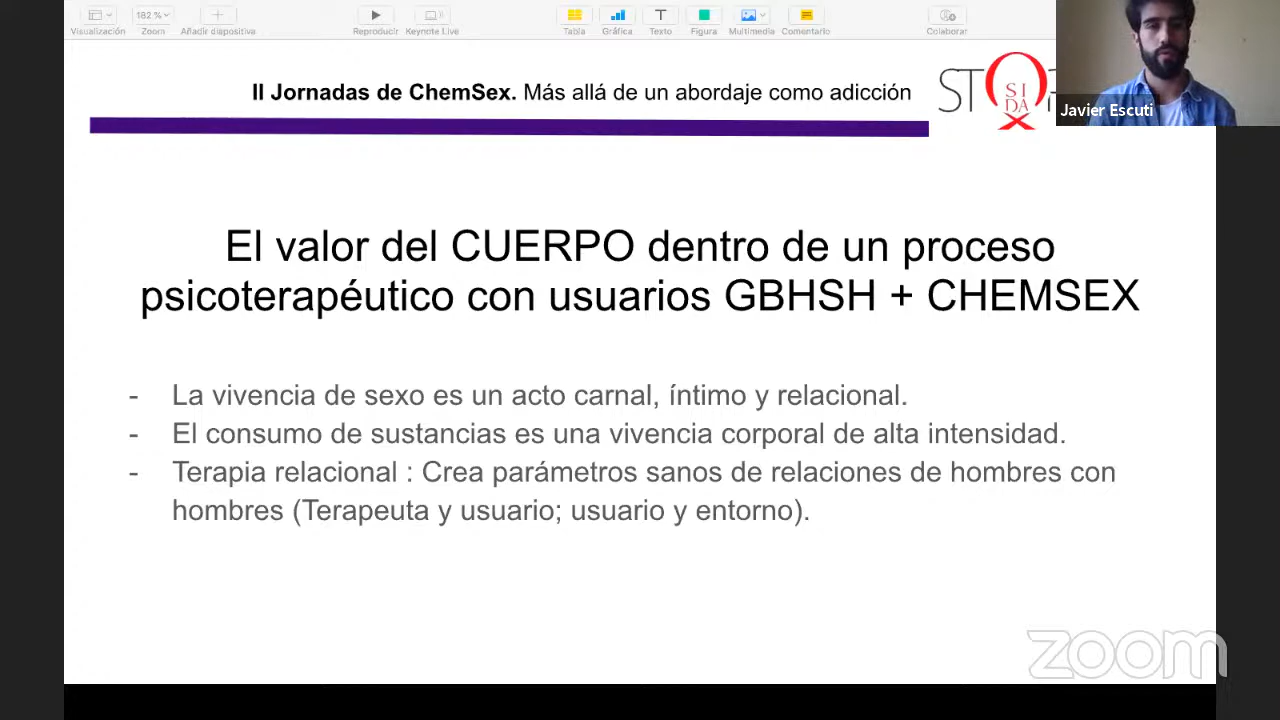 182 %
Visualización
Zoom
Añadir diapositiva
Reproducir
Keynote Live
Tabla
Gráfica
Texto
Figura
Multimedia
Comentario
Colaborar
II Jornadas de ChemSex. Más allá de un abordaje como adicción
ST
SI
DA
Javier Escuti
El valor del CUERPO dentro de un proceso
psicoterapéutico con usuarios GBHSH + CHEMSEX
- La vivencia de sexo es un acto carnal, íntimo y relacional.
- El consumo de sustancias es una vivencia corporal de alta intensidad.
- Terapia relacional : Crea parámetros sanos de relaciones de hombres con
hombres (Terapeuta y usuario; usuario y entorno).
zoom